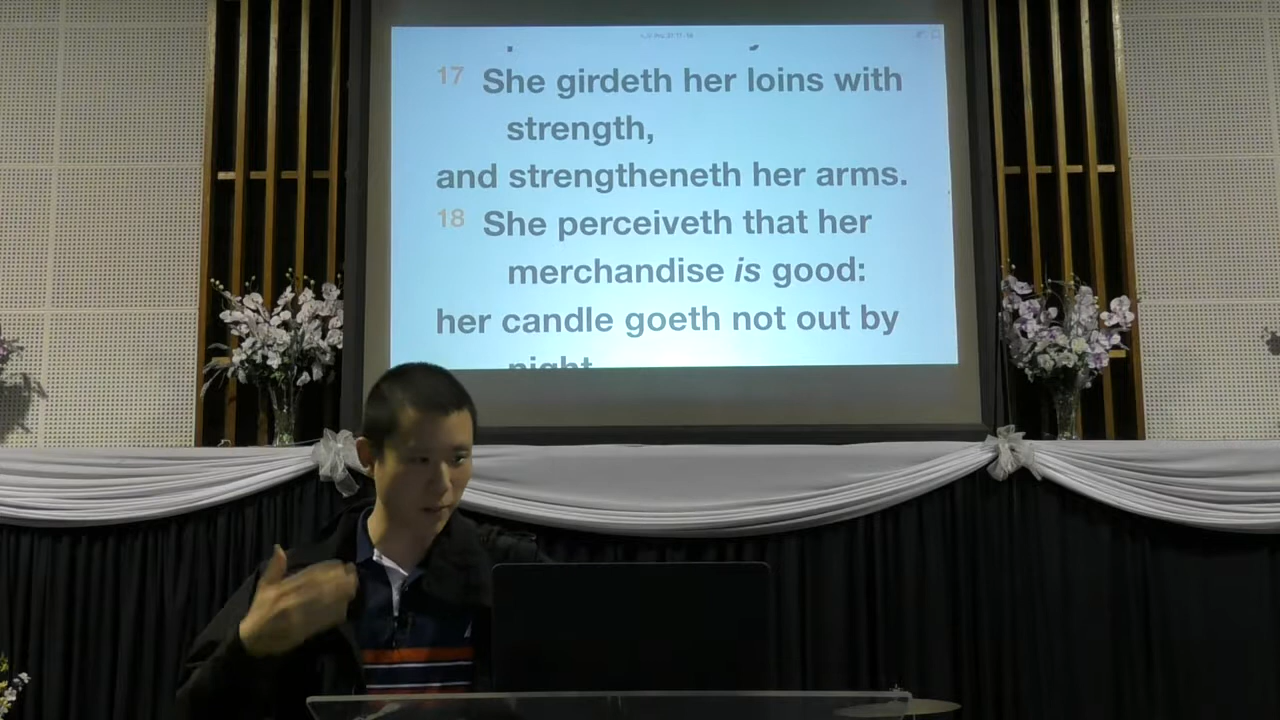 17 She girdeth her loins with
strength,
and strengtheneth her arms.
18 She perceiveth that her
merchandise is good:
her candle goeth not out by
night